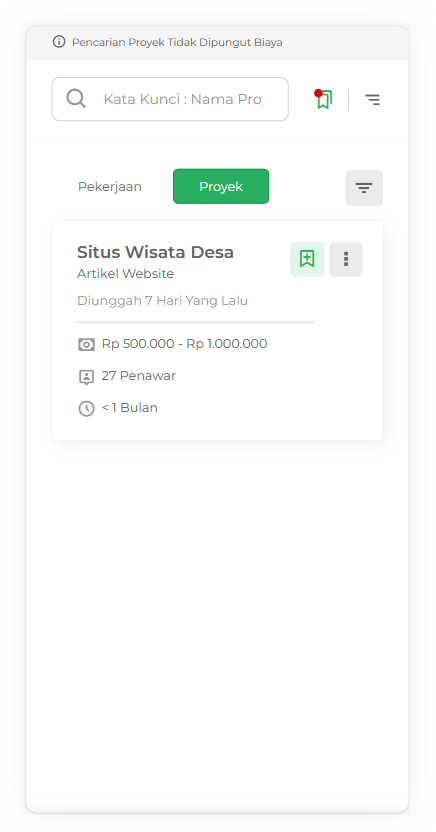 Pencarian Proyek Tidak Dipungut Biaya
Kata Kunci : Nama Pro
Pekerjaan
Proyek
Situs Wisata Desa
Artikel Website
Diunggah 7 Hari Yang Lalu
Rp 500.000 - Rp 1.000.000
27 Penawar
< 1 Bulan